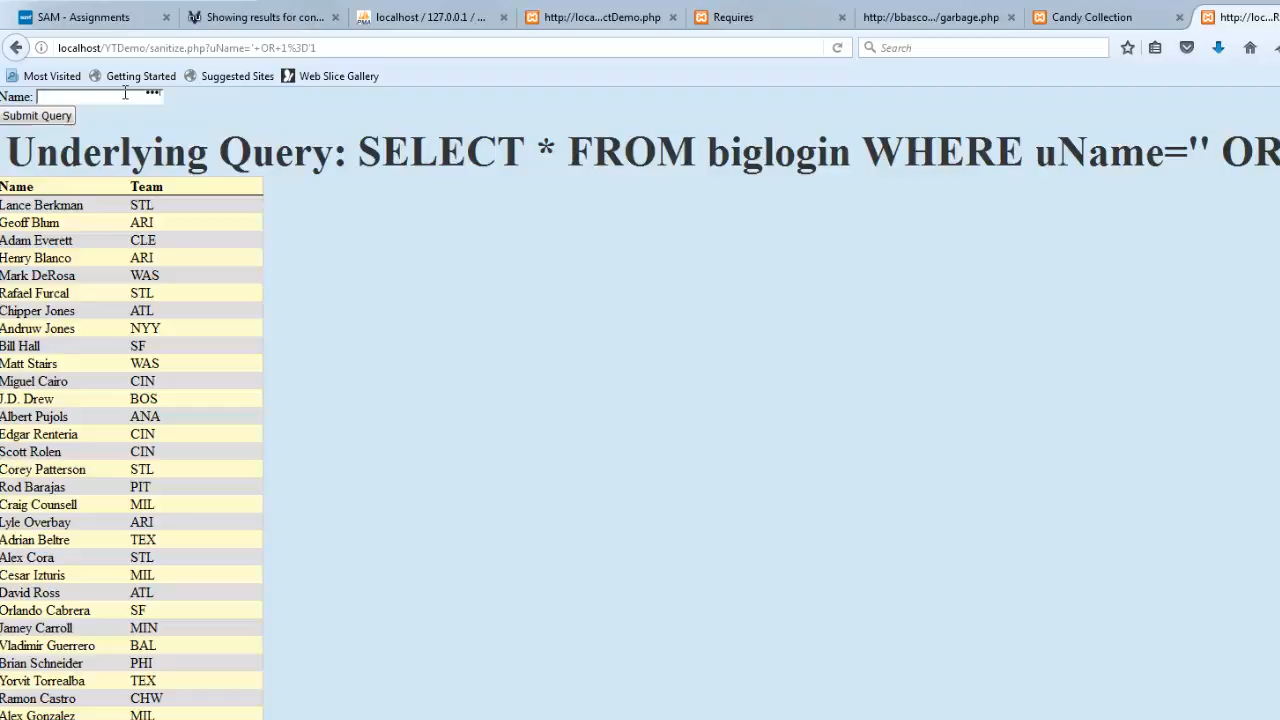 SAM - Assignments
Showing results for con...
localhost / 127.0.0.1 / ...
http://loca...ctDemo.php
Requires
http://bbasco.../garbage.php
Candy Collection
http://loc...R
localhost/YTDemo/sanitize.php?uName='+OR+1%3D'1
Search
Most Visited
Getting Started
Suggested Sites
Web Slice Gallery
Name:
Submit Query
Underlying Query: SELECT * FROM biglogin WHERE uName='' OR
Name Team
Lance Berkman STL
Geoff Blum ARI
Adam Everett CLE
Henry Blanco ARI
Mark DeRosa WAS
Rafael Furcal STL
Chipper Jones ATL
Andruw Jones NYY
Bill Hall SF
Matt Stairs WAS
Miguel Cairo CIN
J.D. Drew BOS
Albert Pujols ANA
Edgar Renteria CIN
Scott Rolen CIN
Corey Patterson STL
Rod Barajas PIT
Craig Counsell MIL
Lyle Overbay ARI
Adrian Beltre TEX
Alex Cora STL
Cesar Izturis MIL
David Ross ATL
Orlando Cabrera SF
Jamey Carroll MIN
Vladimir Guerrero BAL
Brian Schneider PHI
Yorvit Torrealba TEX
Ramon Castro CHW
Alex Gonzalez MIL